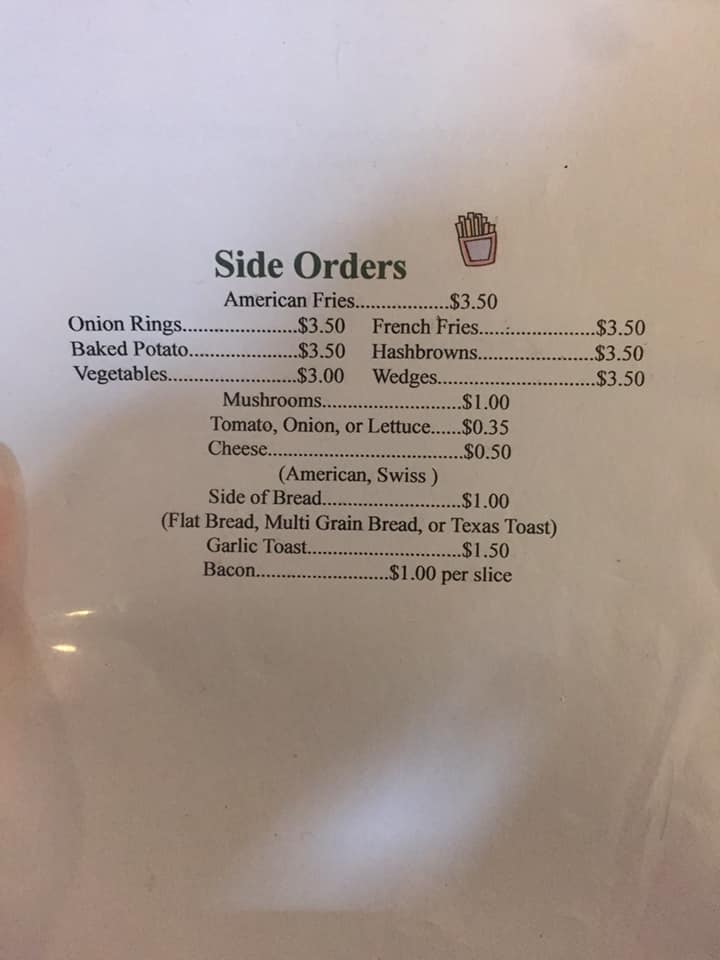 Side Orders
American Fries.................$3.50
Onion Rings.....................$3.50 French Fries.....................$3.50
Baked Potato....................$3.50 Hashbrowns.....................$3.50
Vegetables........................$3.00 Wedges.............................$3.50
Mushrooms..........................$1.00
Tomato, Onion, or Lettuce......$0.35
Cheese....................................$0.50
(American, Swiss )
Side of Bread..........................$1.00
(Flat Bread, Multi Grain Bread, or Texas Toast)
Garlic Toast.............................$1.50
Bacon.........................$1.00 per slice